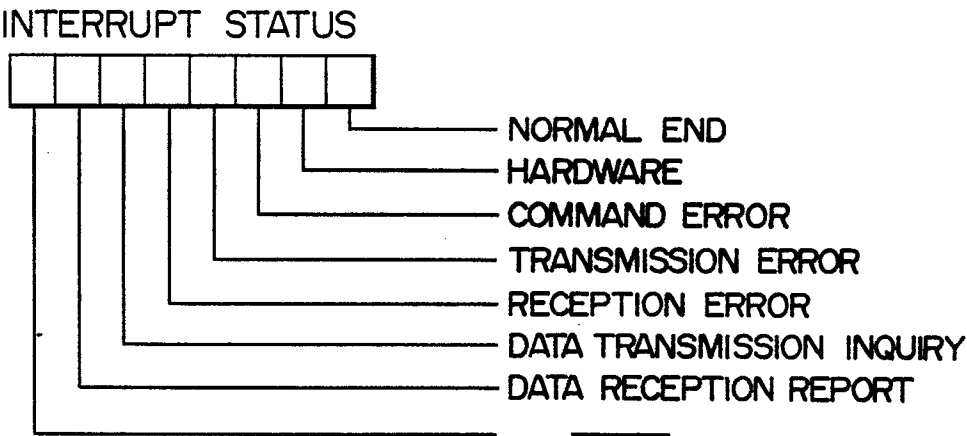 INTERRUPT STATUS
NORMAL END
HARDWARE
COMMAND ERROR
TRANSMISSION ERROR
RECEPTION ERROR
DATA TRANSMISSION INQUIRY
DATA RECEPTION REPORT